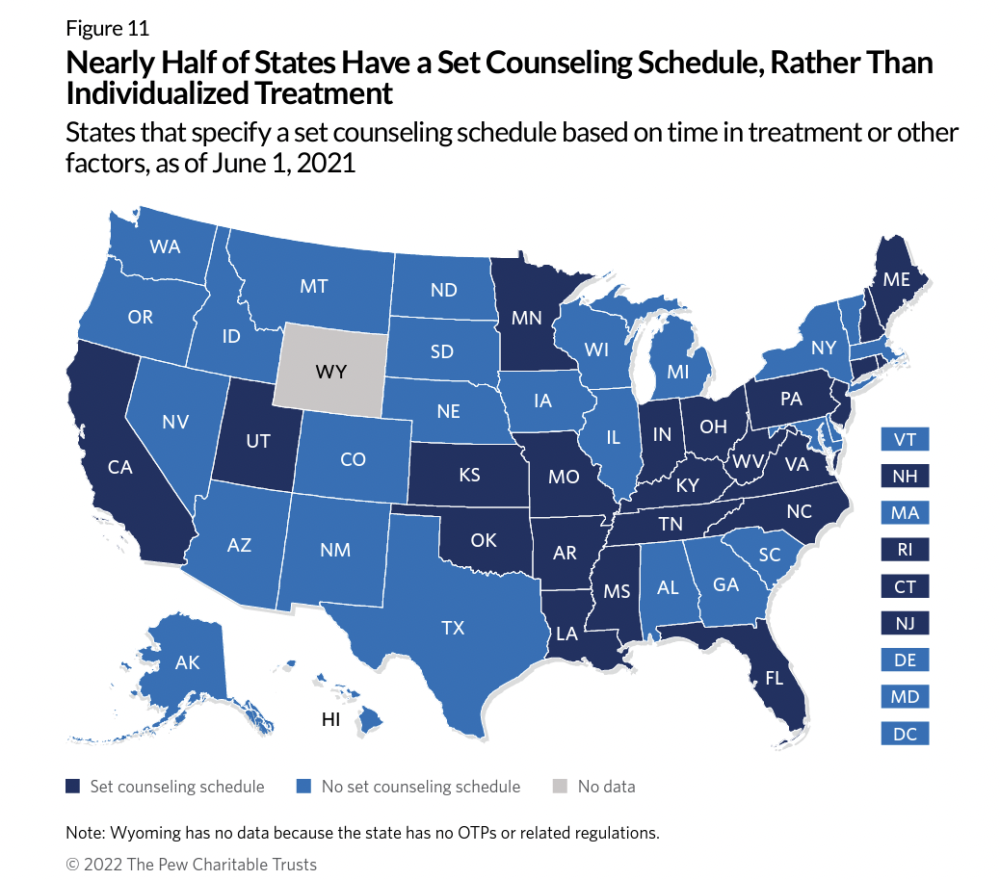 Figure 11
Nearly Half of States Have a Set Counseling Schedule, Rather Than
Individualized Treatment
States that specify a set counseling schedule based on time in treatment or other
factors, as of June 1, 2021
WA
MT
ND
MN
ME
OR
ID
SD
WI
NY
WY
MI
NV
NE
IA
PA
UT
CO
IL
IN
OH
VT
CA
KS
MO
WV
VA
NH
KY
NC
MA
AZ
NM
OK
AR
TN
SC
RI
MS
AL
GA
CT
TX
LA
NJ
AK
FL
DE
HI
MD
DC
Set counseling schedule
No set counseling schedule
No data
Note: Wyoming has no data because the state has no OTPs or related regulations.
© 2022 The Pew Charitable Trusts